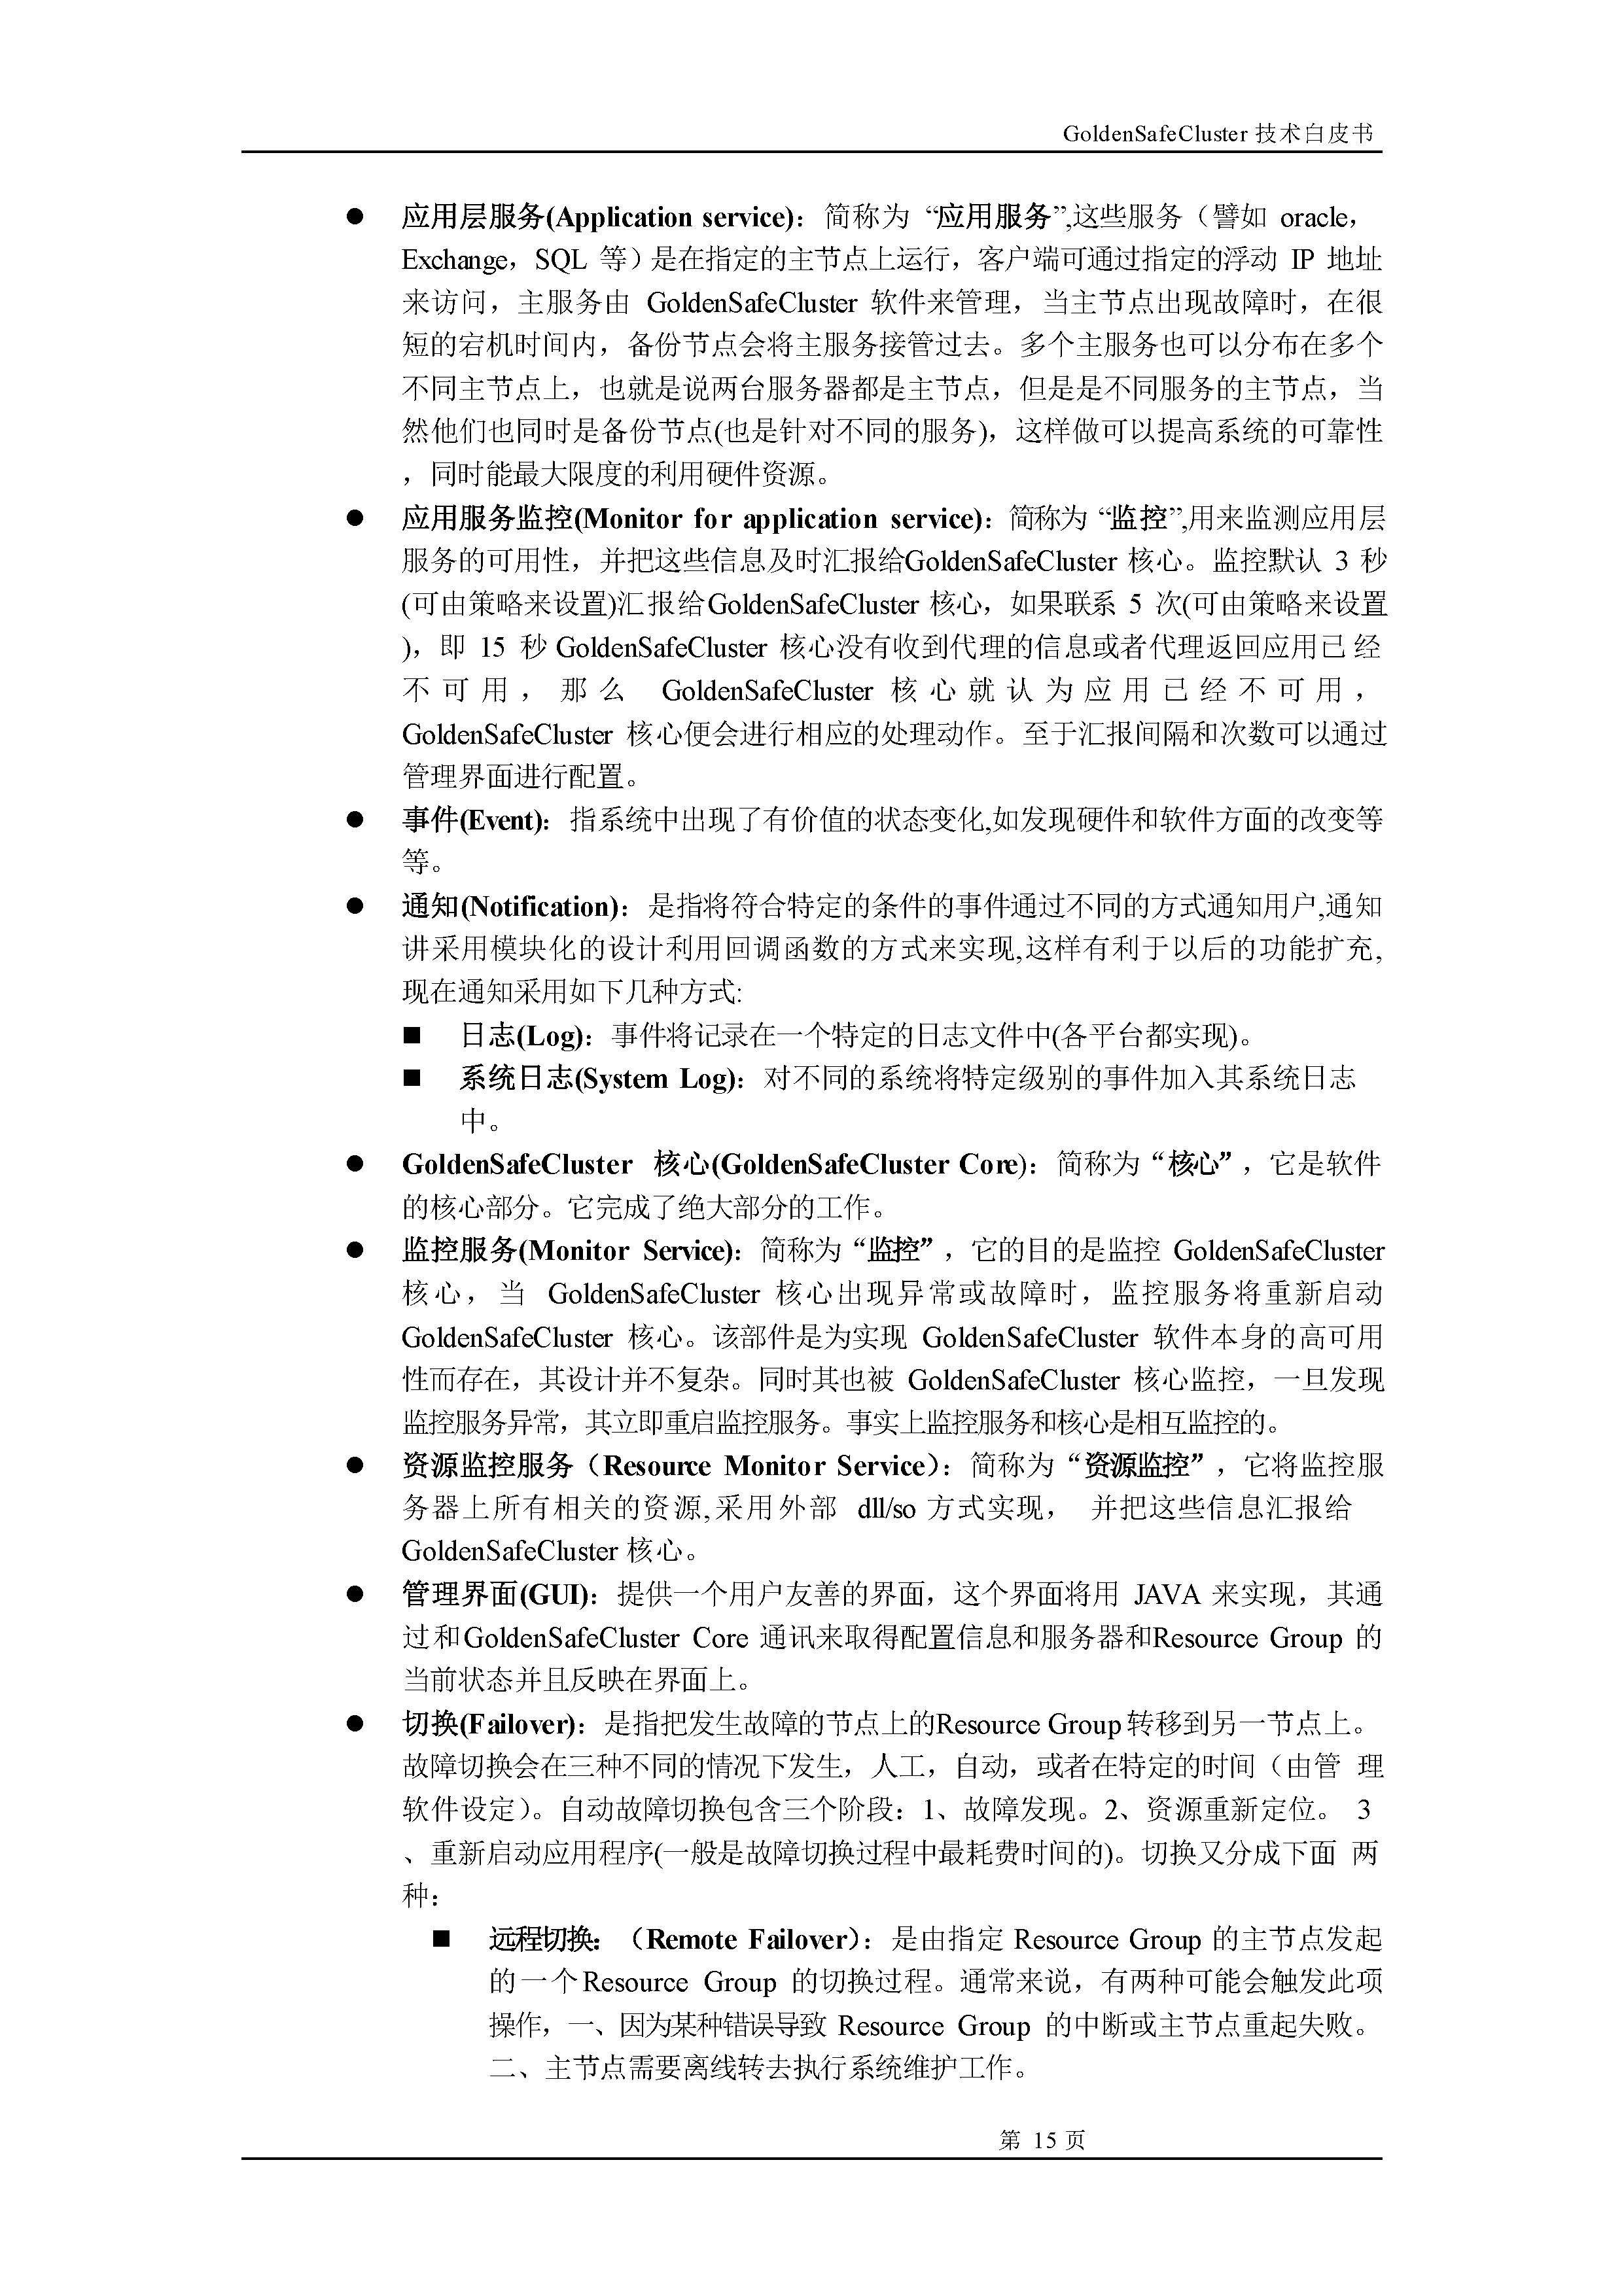 GoldenSafeCluster 技术白皮书
● 应用层服务(Application service)：简称为 “应用服务”,这些服务（譬如 oracle，
Exchange，SQL 等）是在指定的主节点上运行，客户端可通过指定的浮动 IP 地址
来访问，主服务由 GoldenSafeCluster 软件来管理，当主节点出现故障时，在很
短的宕机时间内，备份节点会将主服务接管过去。多个主服务也可以分布在多个
不同主节点上，也就是说两台服务器都是主节点，但是是不同服务的主节点，当
然他们也同时是备份节点(也是针对不同的服务)，这样做可以提高系统的可靠性
，同时能最大限度的利用硬件资源。
● 应用服务监控(Monitor for application service)：简称为 “监控”,用来监测应用层
服务的可用性，并把这些信息及时汇报给GoldenSafeCluster 核心。监控默认 3 秒
(可由策略来设置)汇报给GoldenSafeCluster 核心，如果联系 5 次(可由策略来设置
)，即 15 秒 GoldenSafeCluster 核心没有收到代理的信息或者代理返回应用已经
不可用，那么 GoldenSafeCluster 核心就认为应用已经不可用，
GoldenSafeCluster 核心便会进行相应的处理动作。至于汇报间隔和次数可以通过
管理界面进行配置。
● 事件(Event)：指系统中出现了有价值的状态变化,如发现硬件和软件方面的改变等
等。
● 通知(Notification)：是指将符合特定的条件的事件通过不同的方式通知用户,通知
讲采用模块化的设计利用回调函数的方式来实现,这样有利于以后的功能扩充,
现在通知采用如下几种方式:
■ 日志(Log)：事件将记录在一个特定的日志文件中(各平台都实现)。
■ 系统日志(System Log)：对不同的系统将特定级别的事件加入其系统日志
中。
● GoldenSafeCluster 核心(GoldenSafeCluster Core)：简称为“核心”，它是软件
的核心部分。它完成了绝大部分的工作。
● 监控服务(Monitor Service)：简称为“监控”，它的目的是监控 GoldenSafeCluster
核心，当 GoldenSafeCluster 核心出现异常或故障时，监控服务将重新启动
GoldenSafeCluster 核心。该部件是为实现 GoldenSafeCluster 软件本身的高可用
性而存在，其设计并不复杂。同时其也被 GoldenSafeCluster 核心监控，一旦发现
监控服务异常，其立即重启监控服务。事实上监控服务和核心是相互监控的。
● 资源监控服务（Resource Monitor Service）：简称为“资源监控”，它将监控服
务器上所有相关的资源,采用外部 dll/so 方式实现， 并把这些信息汇报给
GoldenSafeCluster 核心。
● 管理界面(GUI)：提供一个用户友善的界面，这个界面将用 JAVA 来实现，其通
过和GoldenSafeCluster Core 通讯来取得配置信息和服务器和Resource Group 的
当前状态并且反映在界面上。
● 切换(Failover)：是指把发生故障的节点上的Resource Group转移到另一节点上。
故障切换会在三种不同的情况下发生，人工，自动，或者在特定的时间（由管 理
软件设定）。自动故障切换包含三个阶段：1、故障发现。2、资源重新定位。 3
、重新启动应用程序(一般是故障切换过程中最耗费时间的)。切换又分成下面 两
种：
■ 远程切换：（Remote Failover）：是由指定 Resource Group 的主节点发起
的一个Resource Group 的切换过程。通常来说，有两种可能会触发此项
操作，一、因为某种错误导致 Resource Group 的中断或主节点重起失败。
二、主节点需要离线转去执行系统维护工作。
第 15 页